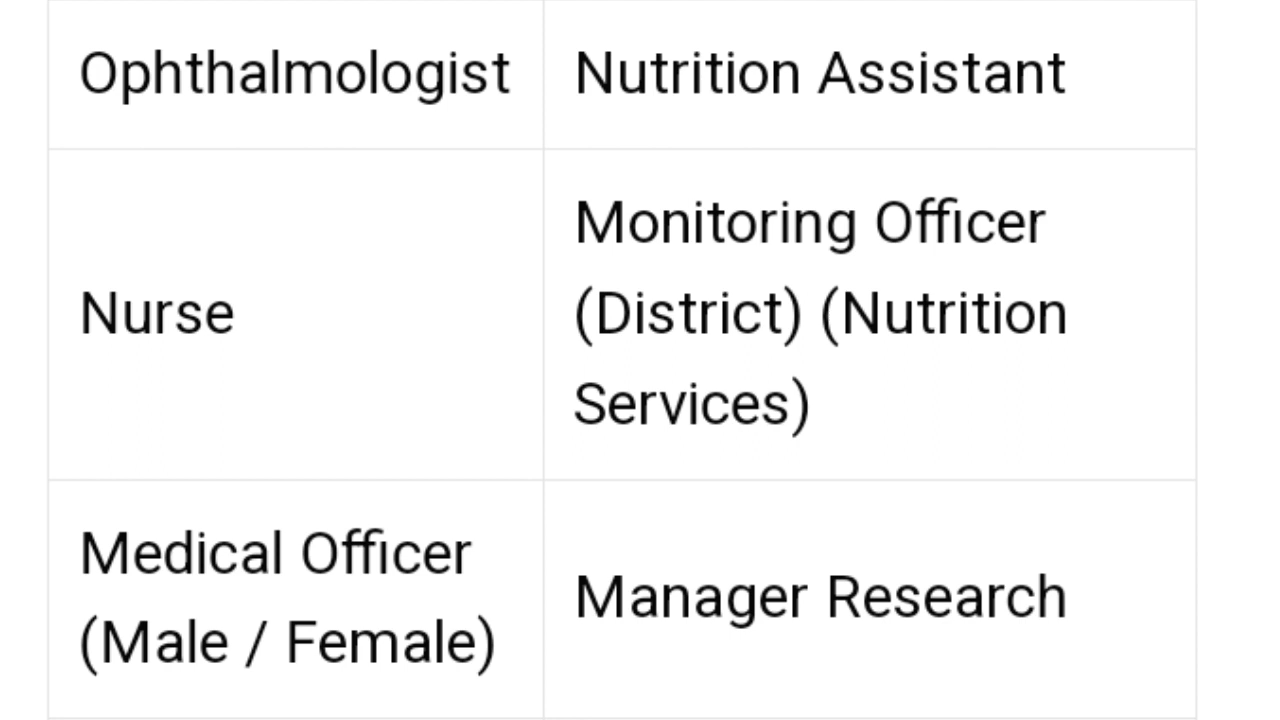 Ophthalmologist
Nutrition Assistant
Nurse
Monitoring Officer
(District) (Nutrition
Services)
Medical Officer
(Male / Female)
Manager Research